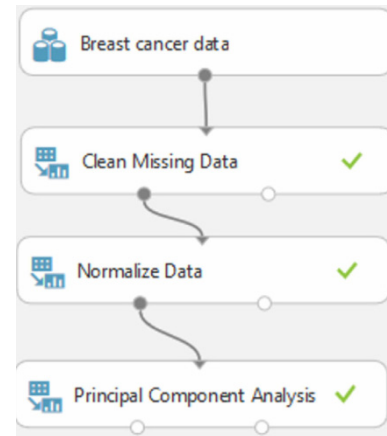 Breast cancer data
Clean Missing Data
Normalize Data
Principal Component Analysis